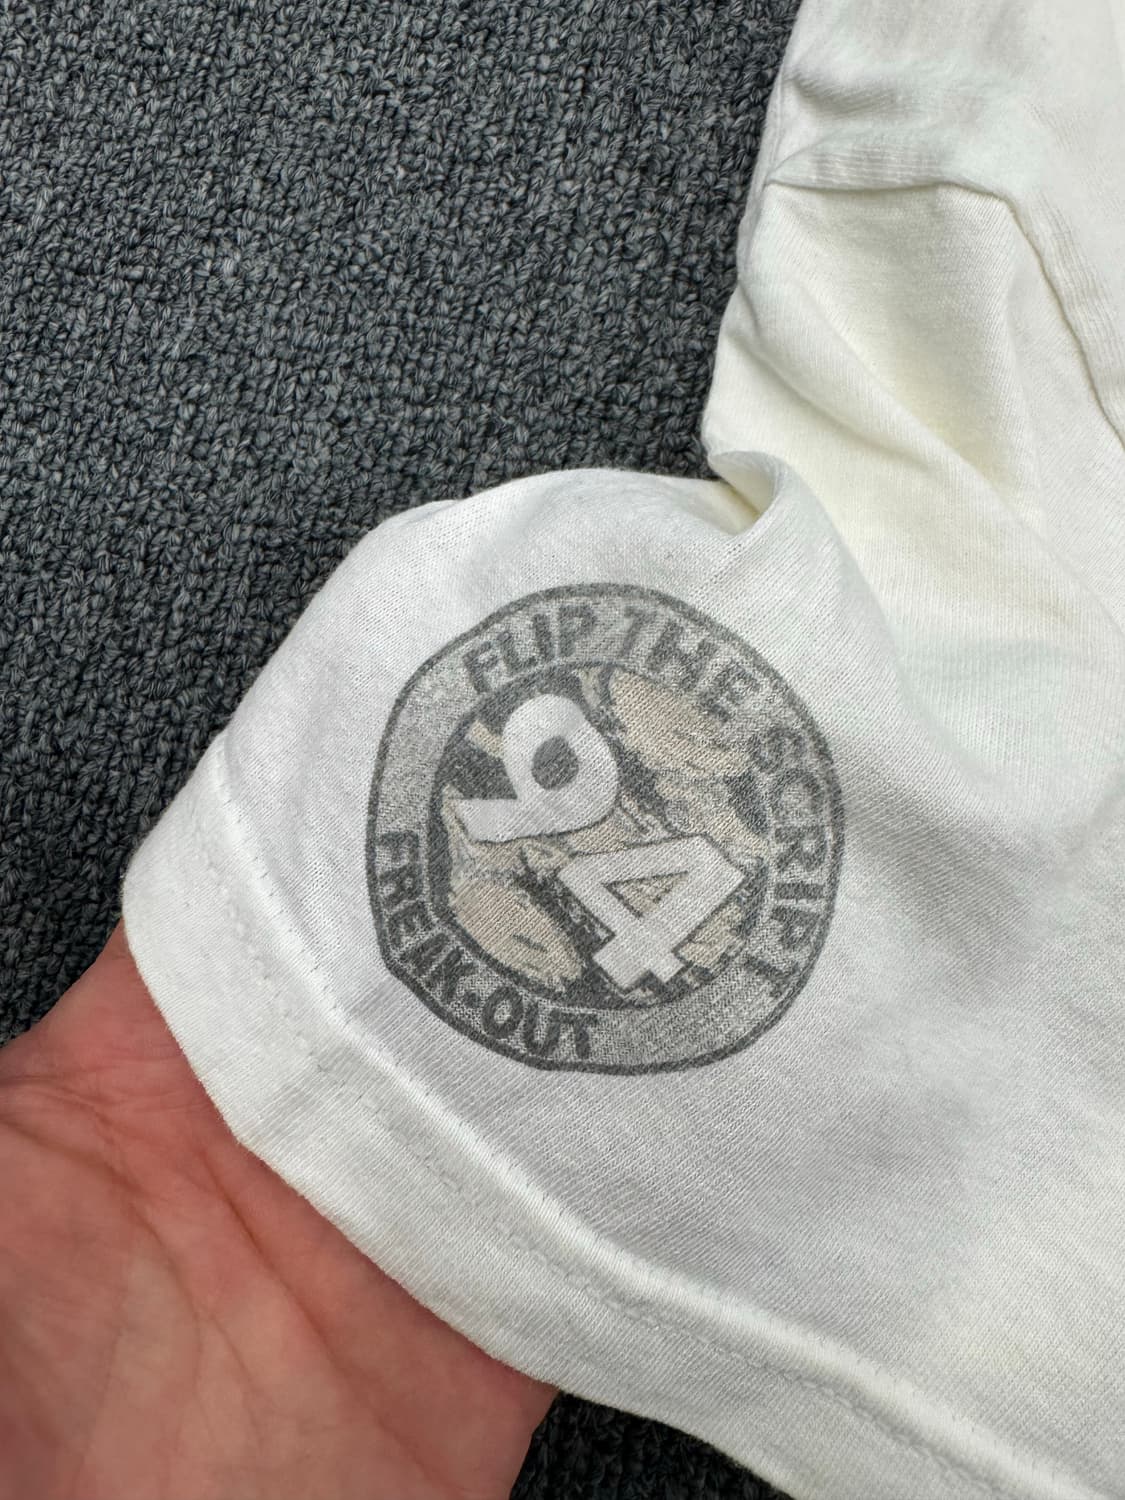 FLIP THE SCRIPT
94
FREAK-OUT